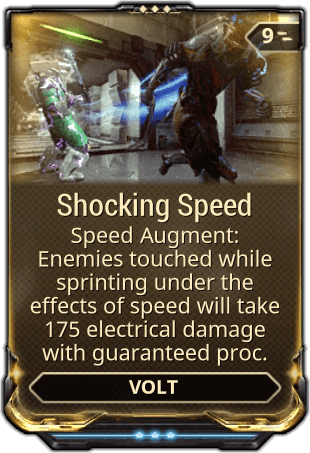 9
Shocking Speed
Speed Augment:
Enemies touched while
sprinting under the
effects of speed will take
175 electrical damage
with guaranteed proc.
VOLT